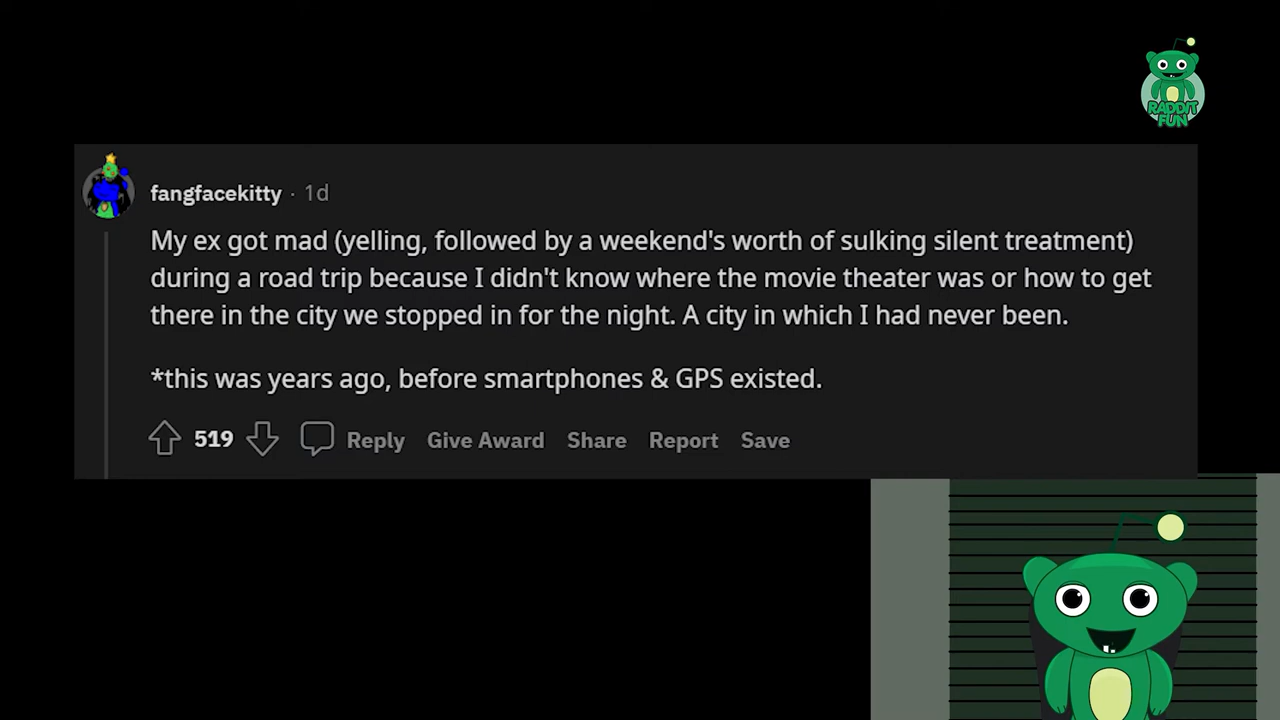 RADDIT
FUN
fangfacekitty · 1d
My ex got mad (yelling, followed by a weekend's worth of sulking silent treatment)
during a road trip because I didn't know where the movie theater was or how to get
there in the city we stopped in for the night. A city in which I had never been.
*this was years ago, before smartphones & GPS existed.
519 Reply Give Award Share Report Save